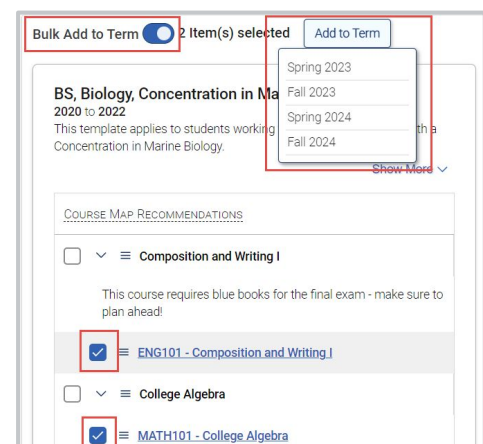 Bulk Add to Term 2 Item(s) selected Add to Term
Spring 2023
Fall 2023
Spring 2024
Fall 2024
BS, Biology, Concentration in Ma
2020 to 2022
This template applies to students working th a
Concentration in Marine Biology.
Show More
COURSE MAP RECOMMENDATIONS
Composition and Writing I
This course requires blue books for the final exam - make sure to
plan ahead!
ENG101 - Composition and Writing I
College Algebra
MATH101 - College Algebra